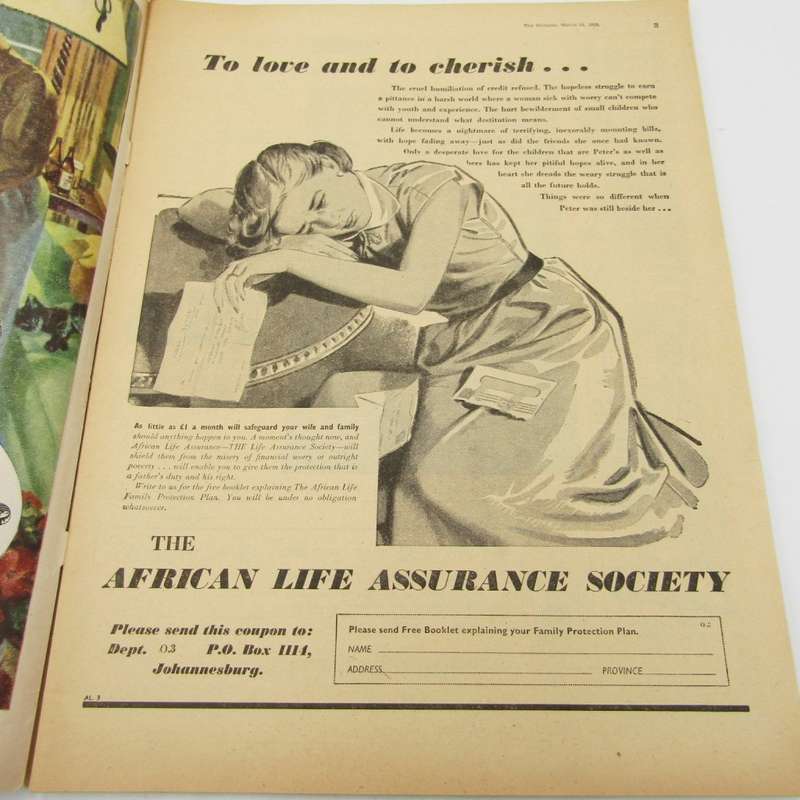 3
To love and to cherish . . .
The cruel humiliation of credit refused. The hopeless struggle to earn
a pittance in a harsh world where a woman sick with worry can't compete
with youth and experience. The hurt bewilderment of small children who
cannot understand what destitution means.
Life becomes a nightmare of terrifying, inexorably mounting bills,
with hope fading away—just as did the friends she once had known.
Only a desperate love for the children that are Peter's as well as
hers has kept her pitiful hopes alive, and in her
heart she dreads the weary struggle that is
all the future holds.
Things were so different when
Peter was still beside her . . .
As little as £1 a month will safeguard your wife and family
should anything happen to you. A moment's thought now, and
African Life Assurance—THE Life Assurance Society—will
shield them from the misery of financial usury or outright
poverty . . . will enable you to give them the protection that is
a father's duty and his right.
Write to us for the free booklet explaining The African Life
Family Protection Plan. You will be under no obligation
whatsoever.
THE
AFRICAN LIFE ASSURANCE SOCIETY
Please send this coupon to:
Dept. 03 P.O. Box 1114,
Johannesburg.
Please send Free Booklet explaining your Family Protection Plan.
NAME
ADDRESS
PROVINCE
AL. 3